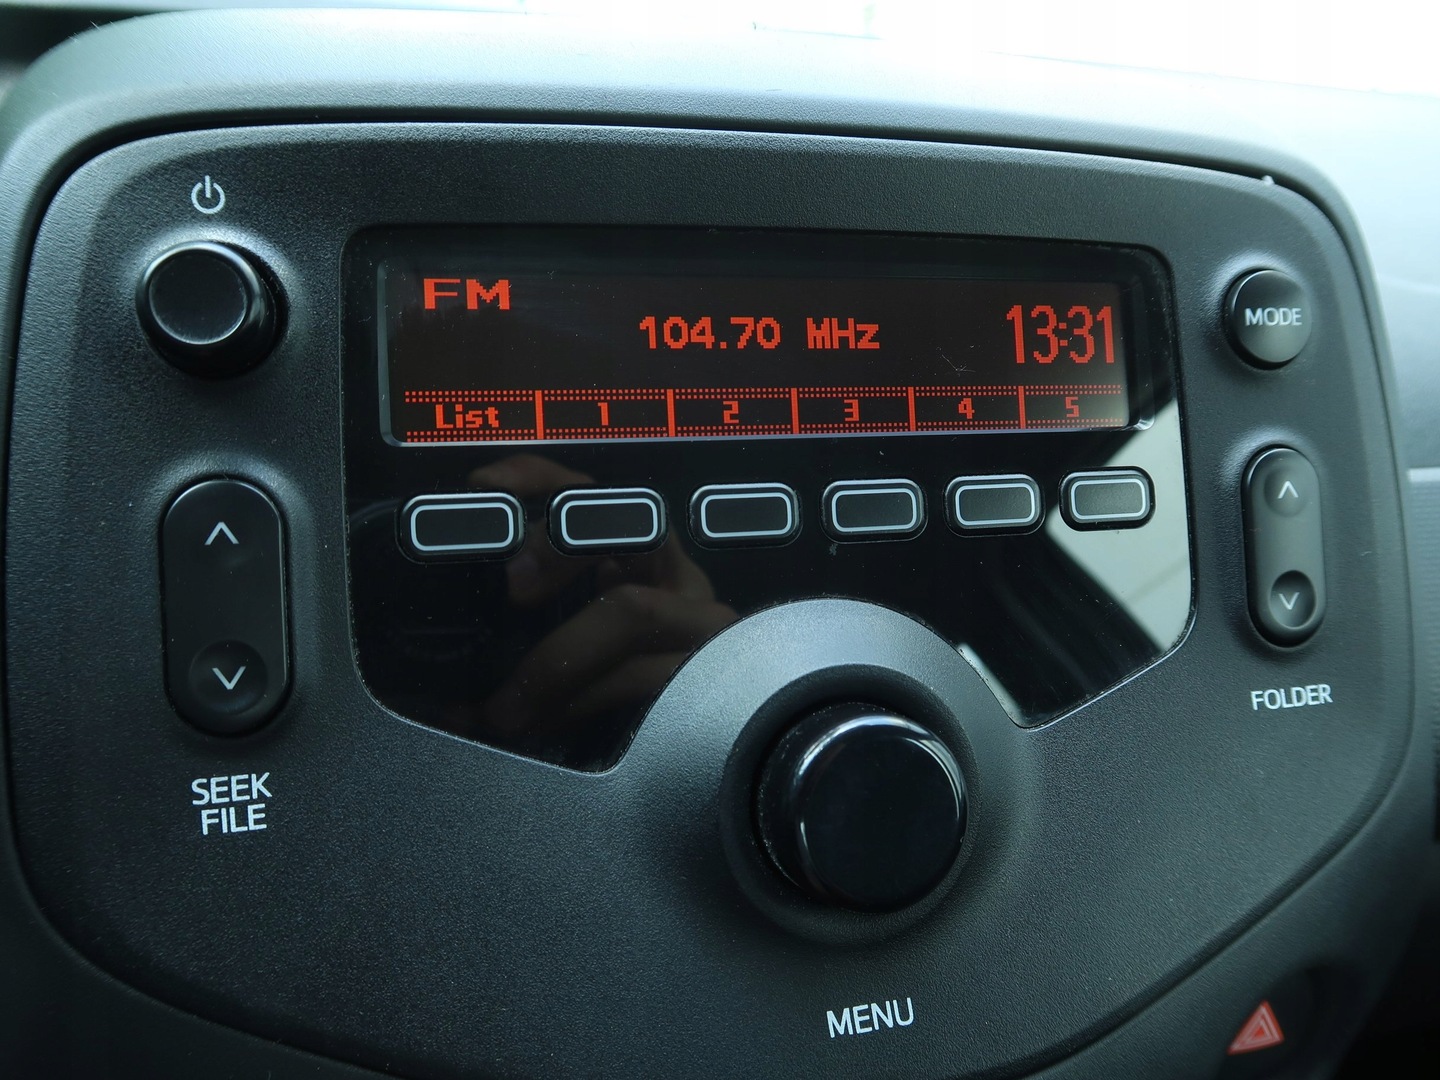 FM
104.70 MHz
13:31
List 1 2 3 4 5
MODE
FOLDER
SEEK
FILE
MENU